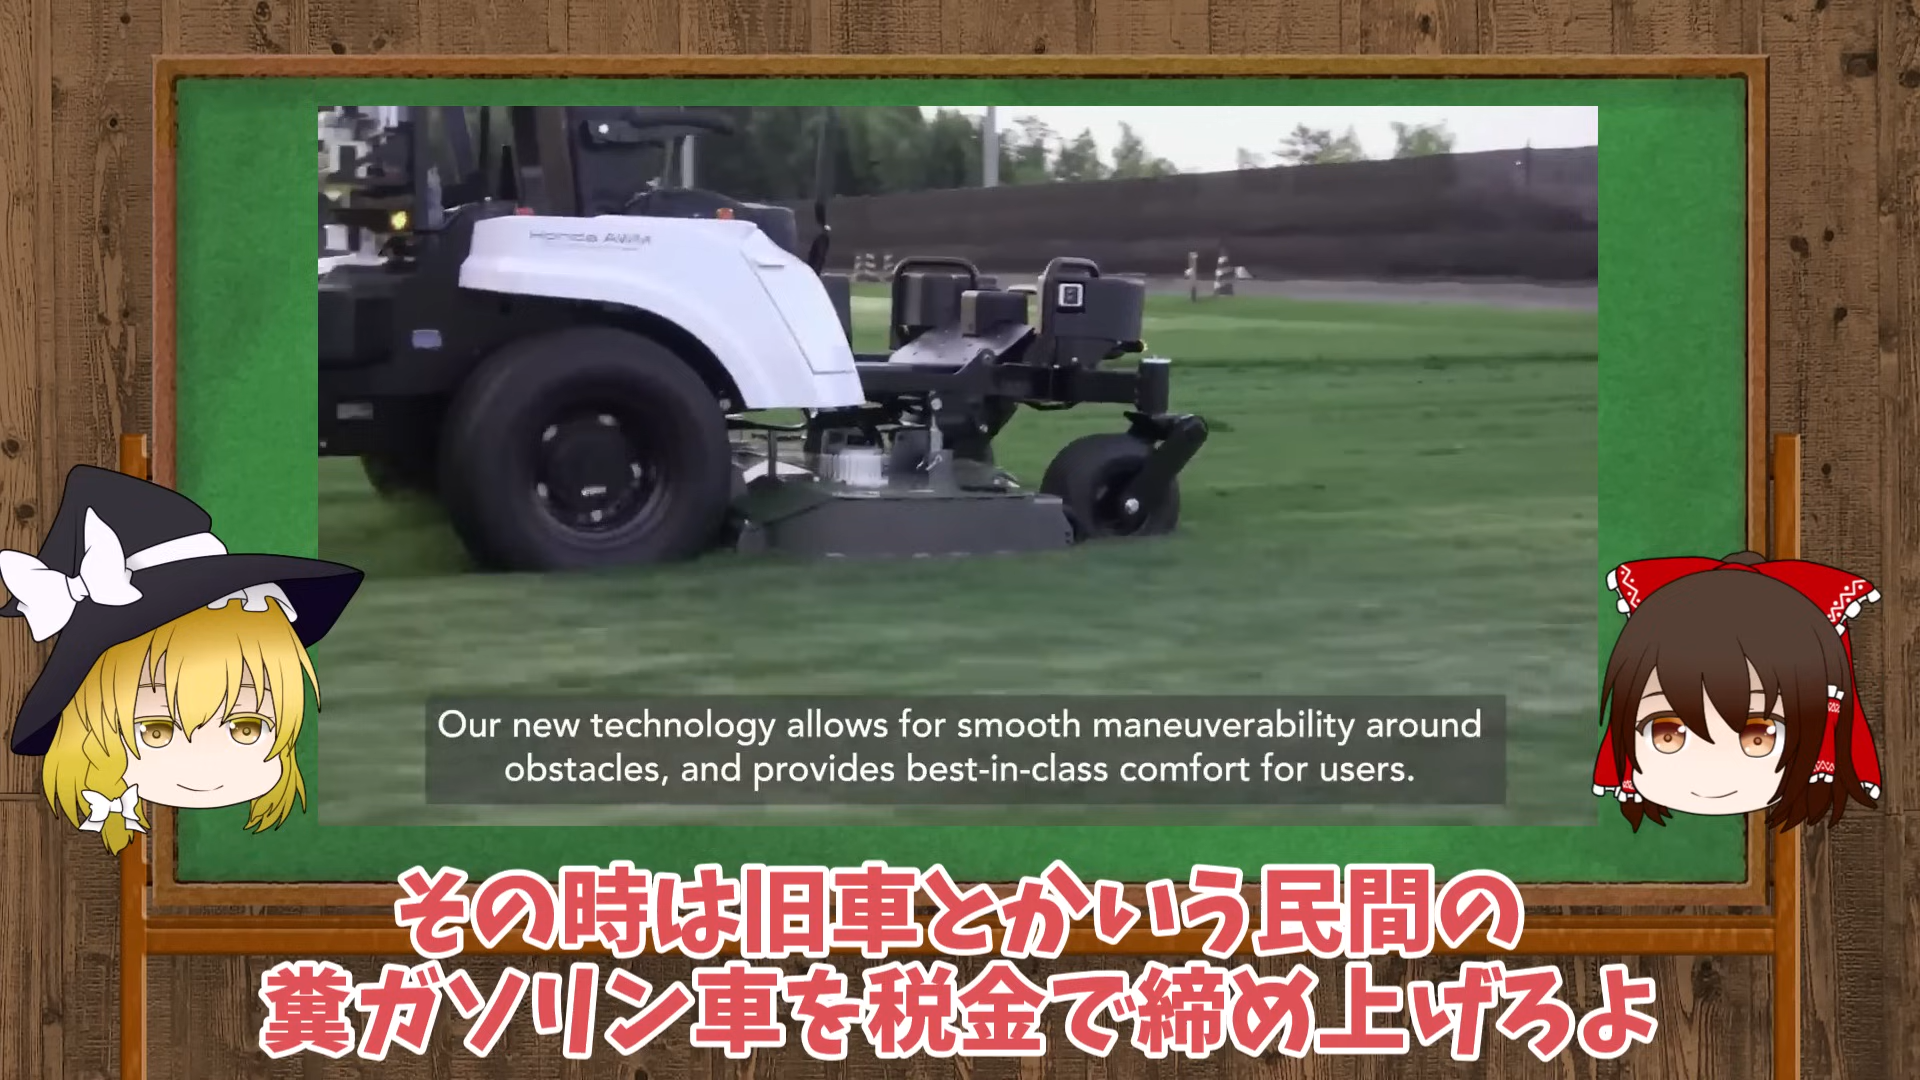 Honda AWM
Our new technology allows for smooth maneuverability around
obstacles, and provides best-in-class comfort for users.
その時は旧車とかいう民間の
糞ガソリン車を税金で締め上げろよ